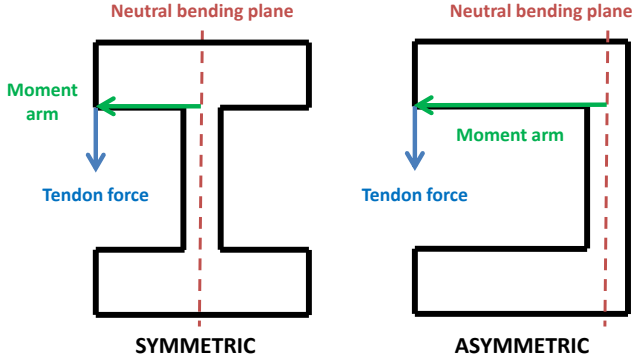 Neutral bending plane
Neutral bending plane
Moment
arm
Moment arm
Tendon force
Tendon force
SYMMETRIC
ASYMMETRIC